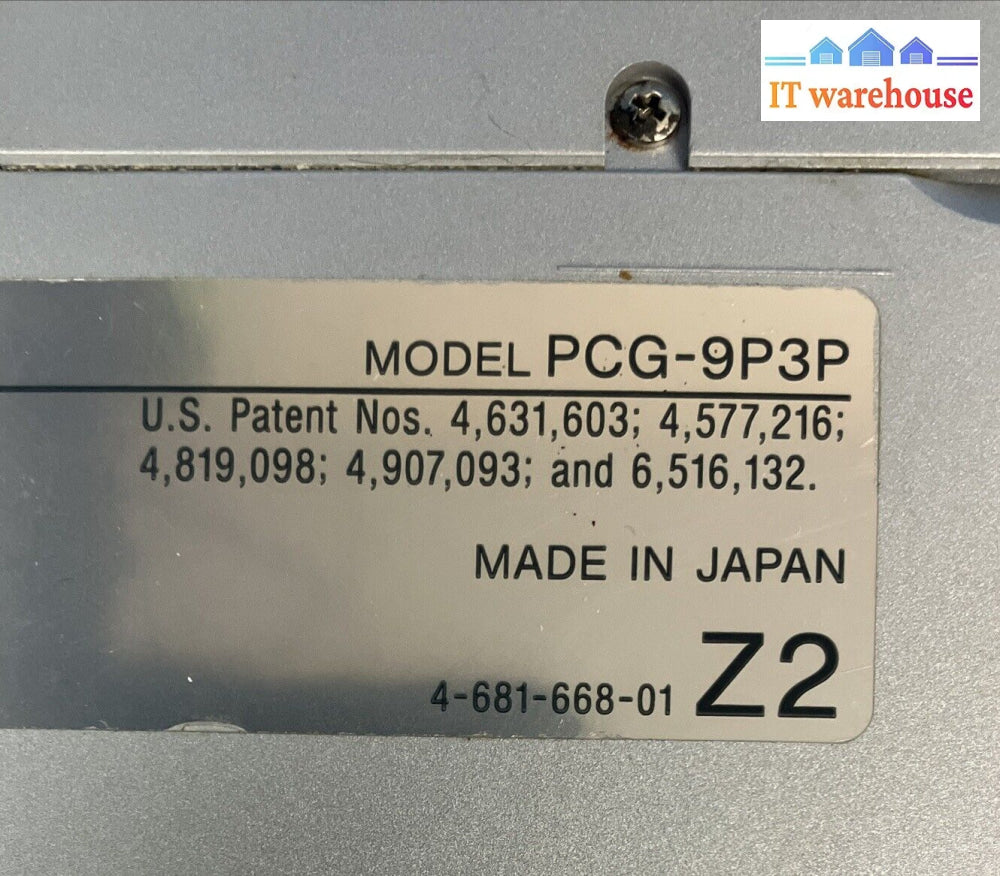 IT warehouse
MODEL PCG-9P3P
U.S. Patent Nos. 4,631,603; 4,577,216;
4,819,098; 4,907,093; and 6,516,132.
MADE IN JAPAN
4-681-668-01 Z2